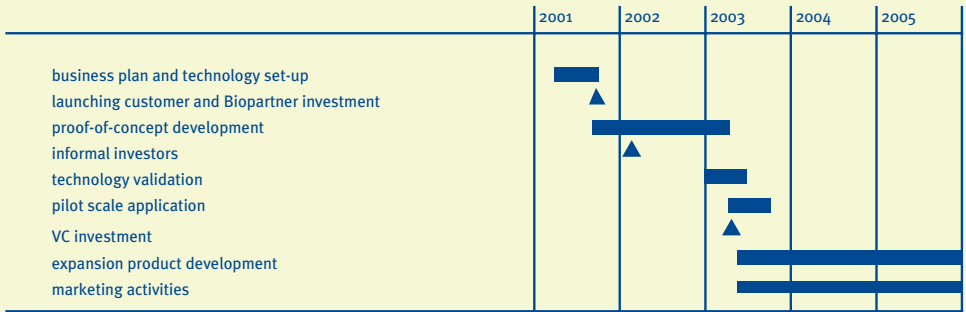 2001 2002 2003 2004 2005
business plan and technology set-up
launching customer and Biopartner investment
proof-of-concept development
informal investors
technology validation
pilot scale application
VC investment
expansion product development
marketing activities